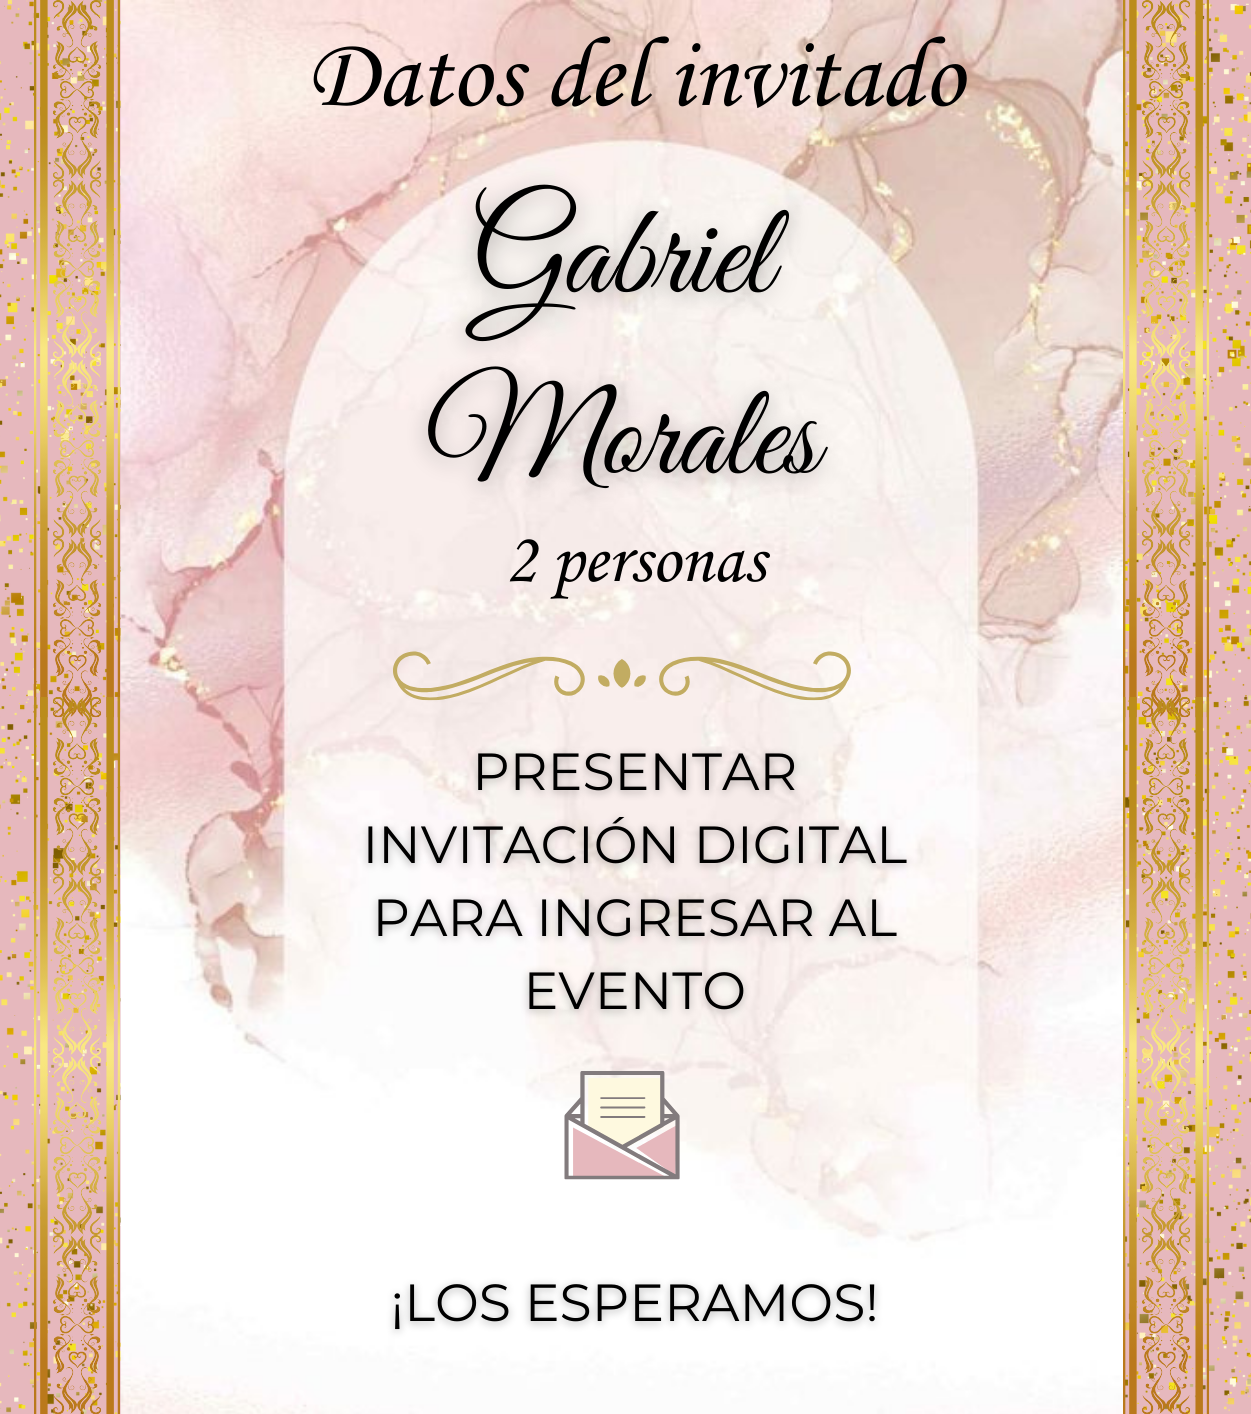 Datos del invitado
Gabriel
Morales
2 personas
PRESENTAR
INVITACIÓN DIGITAL
PARA INGRESAR AL
EVENTO
¡LOS ESPERAMOS!